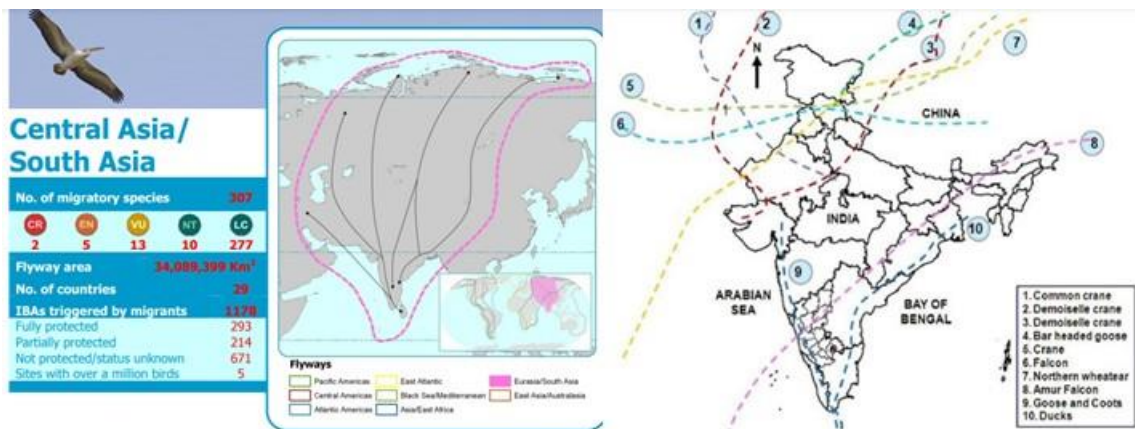 Central Asia/
South Asia
No. of migratory species 307
CR EN VU NT LC
2 5 13 10 277
Flyway area 34,089,399 Km²
No. of countries 29
IBAs triggered by migrants 1178
Fully protected 293
Partially protected 214
Not protected/status unknown 671
Sites with over a million birds 5
Flyways
Pacific Americas East Atlantic Eurasia/South Asia
Central Americas Black Sea/Mediterranean East Asia/Australasia
Atlantic Americas Asia/East Africa
1
2
4
3
7
N
5
6
CHINA
8
INDIA
10
9
ARABIAN
SEA
BAY OF
BENGAL
1. Common crane
2. Demoiselle crane
3. Demoiselle crane
4. Bar headed goose
5. Crane
6. Falcon
7. Northern wheatear
8. Amur Falcon
9. Goose and Coots
10. Ducks